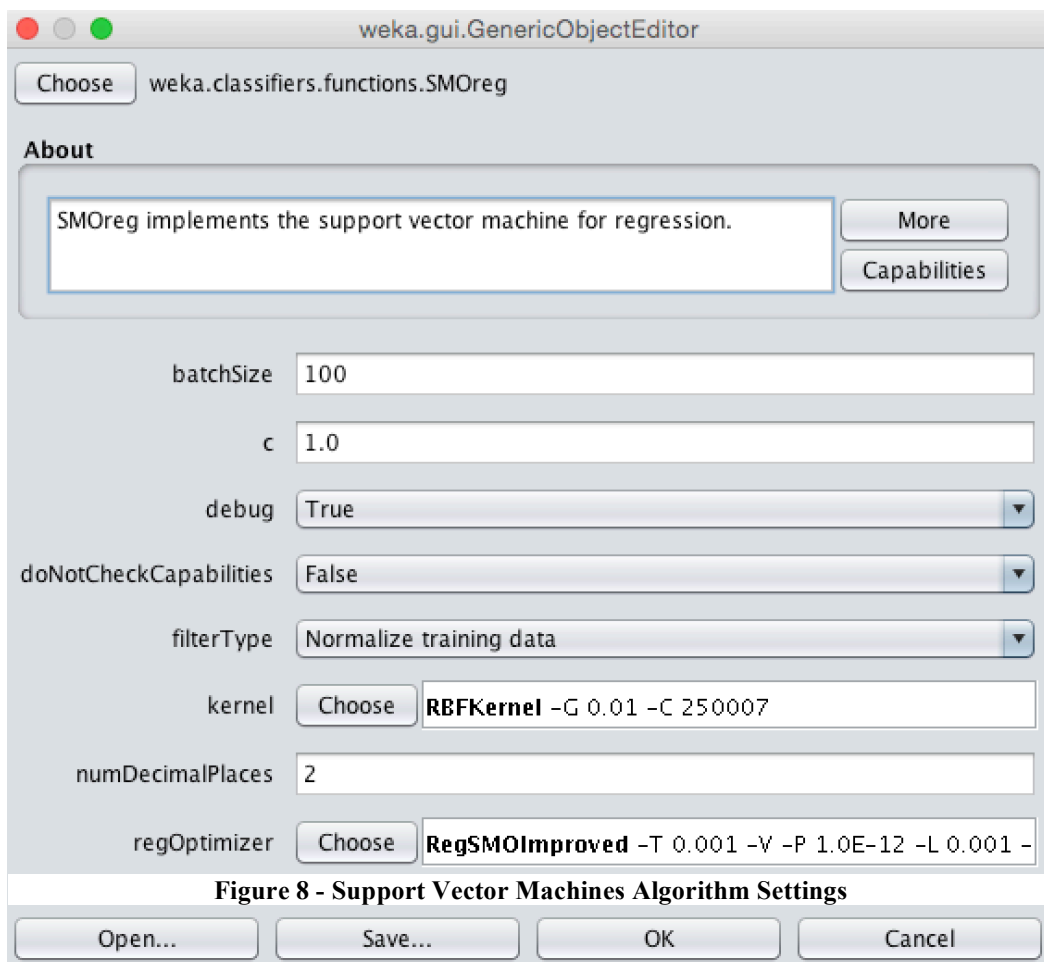 weka.gui.GenericObjectEditor
Choose weka.classifiers.functions.SMOreg
About
SMOreg implements the support vector machine for regression.
More
Capabilities
batchSize 100
c 1.0
debug True
doNotCheckCapabilities False
filterType Normalize training data
kernel Choose RBFKernel -G 0.01 -C 250007
numDecimalPlaces 2
regOptimizer Choose RegSMOImproved -T 0.001 -V -P 1.0E-12 -L 0.001 -
Figure 8 - Support Vector Machines Algorithm Settings
Open... Save... OK Cancel